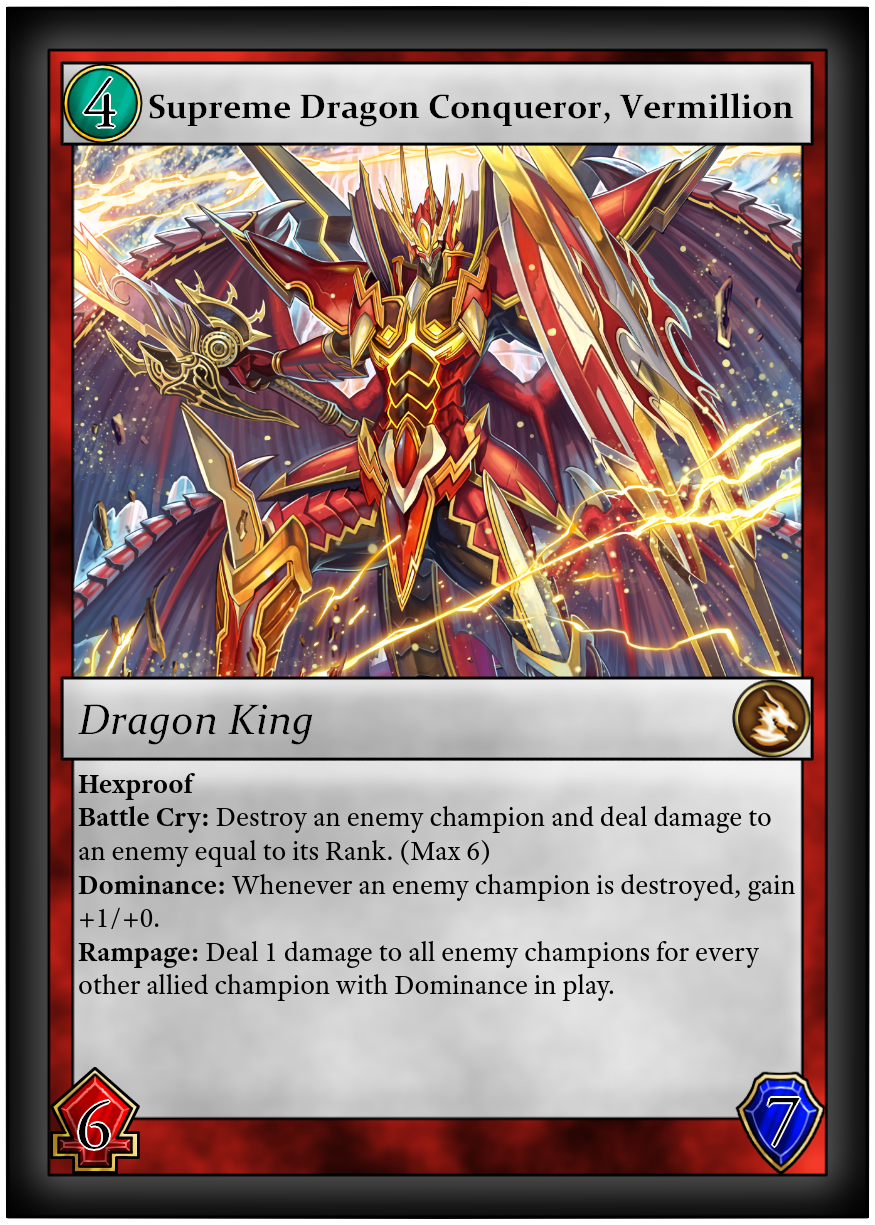 4
Supreme Dragon Conqueror, Vermillion
Dragon King
Hexproof
Battle Cry: Destroy an enemy champion and deal damage to
an enemy equal to its Rank. (Max 6)
Dominance: Whenever an enemy champion is destroyed, gain
+1/+0.
Rampage: Deal 1 damage to all enemy champions for every
other allied champion with Dominance in play.
6
7